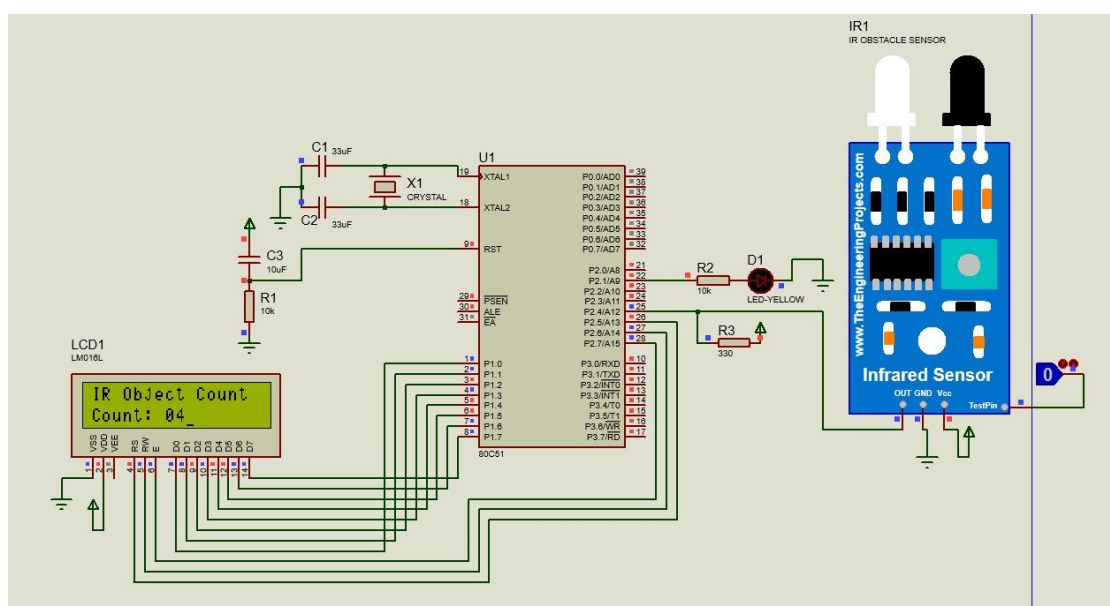 IR1
IR OBSTACLE SENSOR
www.TheEngineeringProjects.com
Infrared Sensor
OUT GND Vcc
TestPin
0
C1
33uF
X1
CRYSTAL
C2
33uF
C3
10uF
R1
10k
U1
19
XTAL1
18
XTAL2
9
RST
29
PSEN
30
ALE
31
EA
1
P1.0
2
P1.1
3
P1.2
4
P1.3
5
P1.4
6
P1.5
7
P1.6
8
P1.7
P0.0/AD0
39
P0.1/AD1
38
P0.2/AD2
37
P0.3/AD3
36
P0.4/AD4
35
P0.5/AD5
34
P0.6/AD6
33
P0.7/AD7
32
P2.0/A8
21
P2.1/A9
22
P2.2/A10
23
P2.3/A11
24
P2.4/A12
25
P2.5/A13
26
P2.6/A14
27
P2.7/A15
28
P3.0/RXD
10
P3.1/TXD
11
P3.2/INT0
12
P3.3/INT1
13
P3.4/T0
14
P3.5/T1
15
P3.6/WR
16
P3.7/RD
17
80C51
R2
10k
D1
LED-YELLOW
R3
330
LCD1
LM016L
IR Object Count
Count: 04_
VSS
VDD
VEE
RS
RW
E
D0
D1
D2
D3
D4
D5
D6
D7
1
2
3
4
5
6
7
8
9
10
11
12
13
14